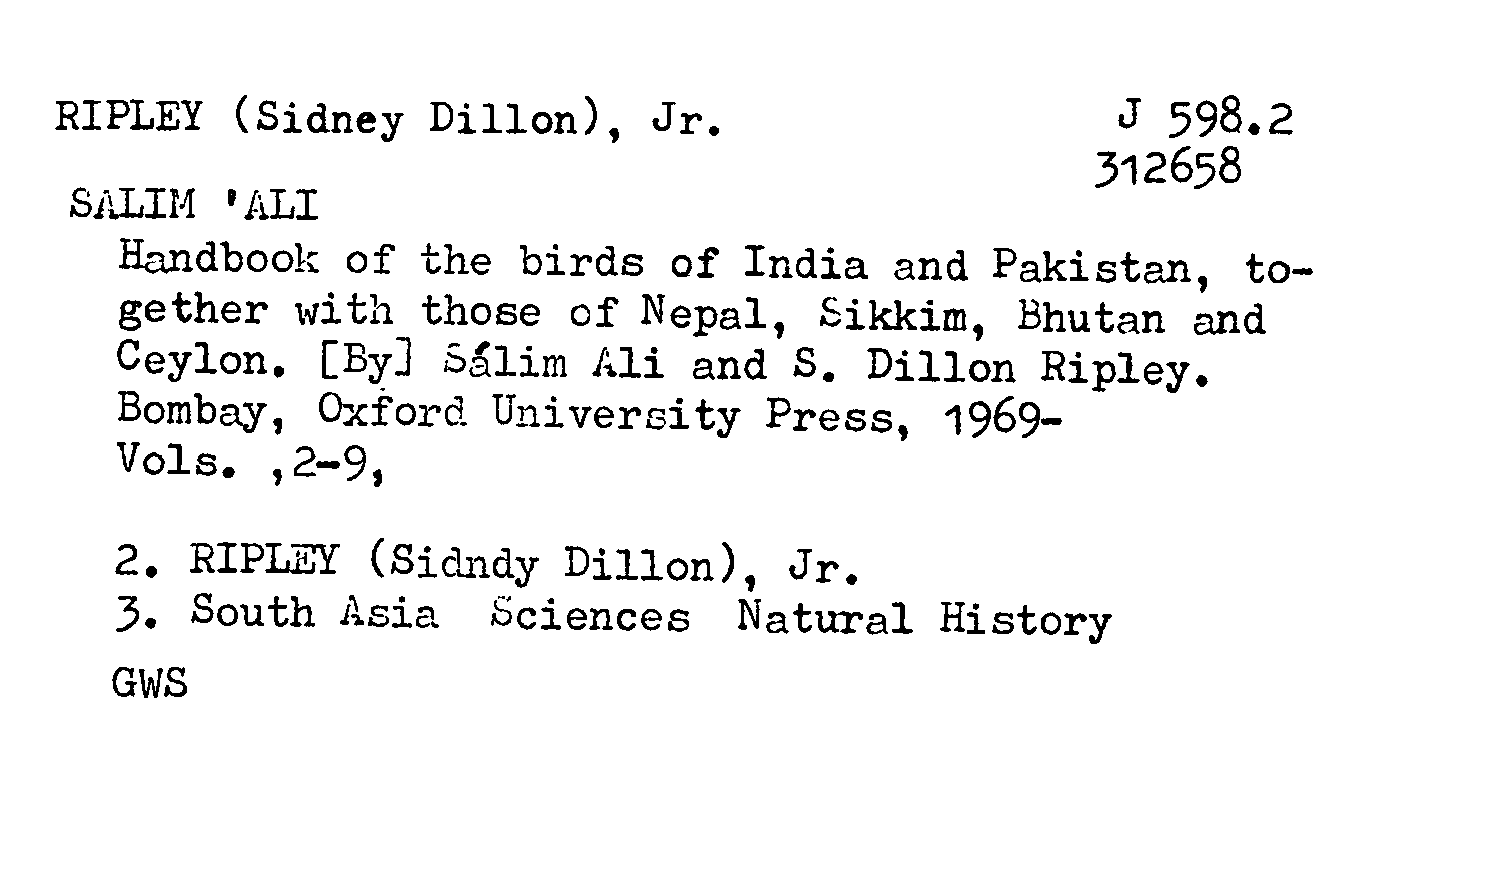 RIPLEY (Sidney Dillon), Jr. J 598.2
312658
SALIM 'ALI
Handbook of the birds of India and Pakistan, to-
gether with those of Nepal, Sikkim, Bhutan and
Ceylon. [By] Sálim Ali and S. Dillon Ripley.
Bombay, Oxford University Press, 1969-
Vols. ,2-9,
2. RIPLEY (Sidndy Dillon), Jr.
3. South Asia Sciences Natural History
GWS